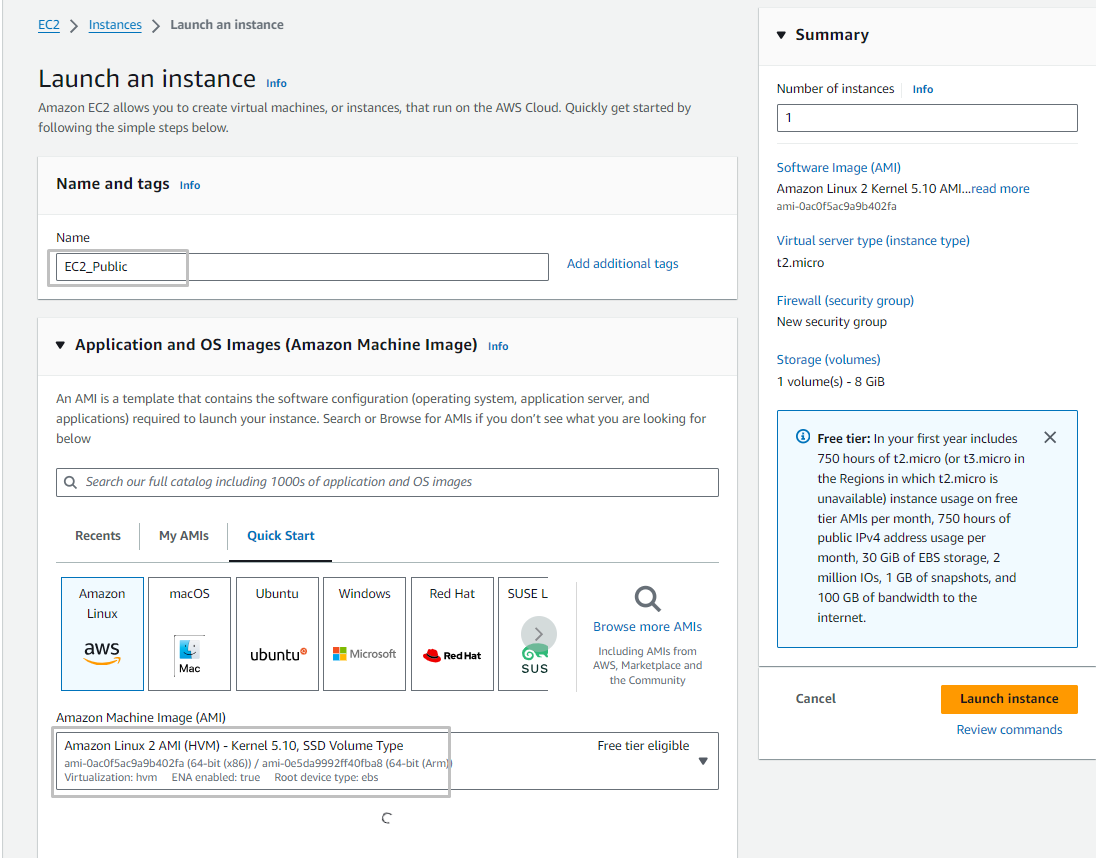 EC2 > Instances > Launch an instance
Launch an instance Info
Amazon EC2 allows you to create virtual machines, or instances, that run on the AWS Cloud. Quickly get started by
following the simple steps below.
Name and tags Info
Name
EC2_Public
Add additional tags
Application and OS Images (Amazon Machine Image) Info
An AMI is a template that contains the software configuration (operating system, application server, and
applications) required to launch your instance. Search or Browse for AMIs if you don't see what you are looking for
below
Search our full catalog including 1000s of application and OS images
Recents
My AMIs
Quick Start
Amazon
Linux
aws
macOS
Mac
Ubuntu
ubuntu
Windows
Microsoft
Red Hat
Red Hat
SUSE L
SUS
Browse more AMIs
Including AMIs from
AWS, Marketplace and
the Community
Amazon Machine Image (AMI)
Amazon Linux 2 AMI (HVM) - Kernel 5.10, SSD Volume Type
Free tier eligible
ami-0ac0f5ac9a9b402fa (64-bit (x86)) / ami-0e5da9992ff40fba8 (64-bit (Arm))
Virtualization: hvm ENA enabled: true Root device type: ebs
Summary
Number of instances Info
1
Software Image (AMI)
Amazon Linux 2 Kernel 5.10 AMI...read more
ami-0ac0f5ac9a9b402fa
Virtual server type (instance type)
t2.micro
Firewall (security group)
New security group
Storage (volumes)
1 volume(s) - 8 GiB
Free tier: In your first year includes
750 hours of t2.micro (or t3.micro in
the Regions in which t2.micro is
unavailable) instance usage on free
tier AMIs per month, 750 hours of
public IPv4 address usage per
month, 30 GiB of EBS storage, 2
million IOs, 1 GB of snapshots, and
100 GB of bandwidth to the
internet.
Cancel
Launch instance
Review commands